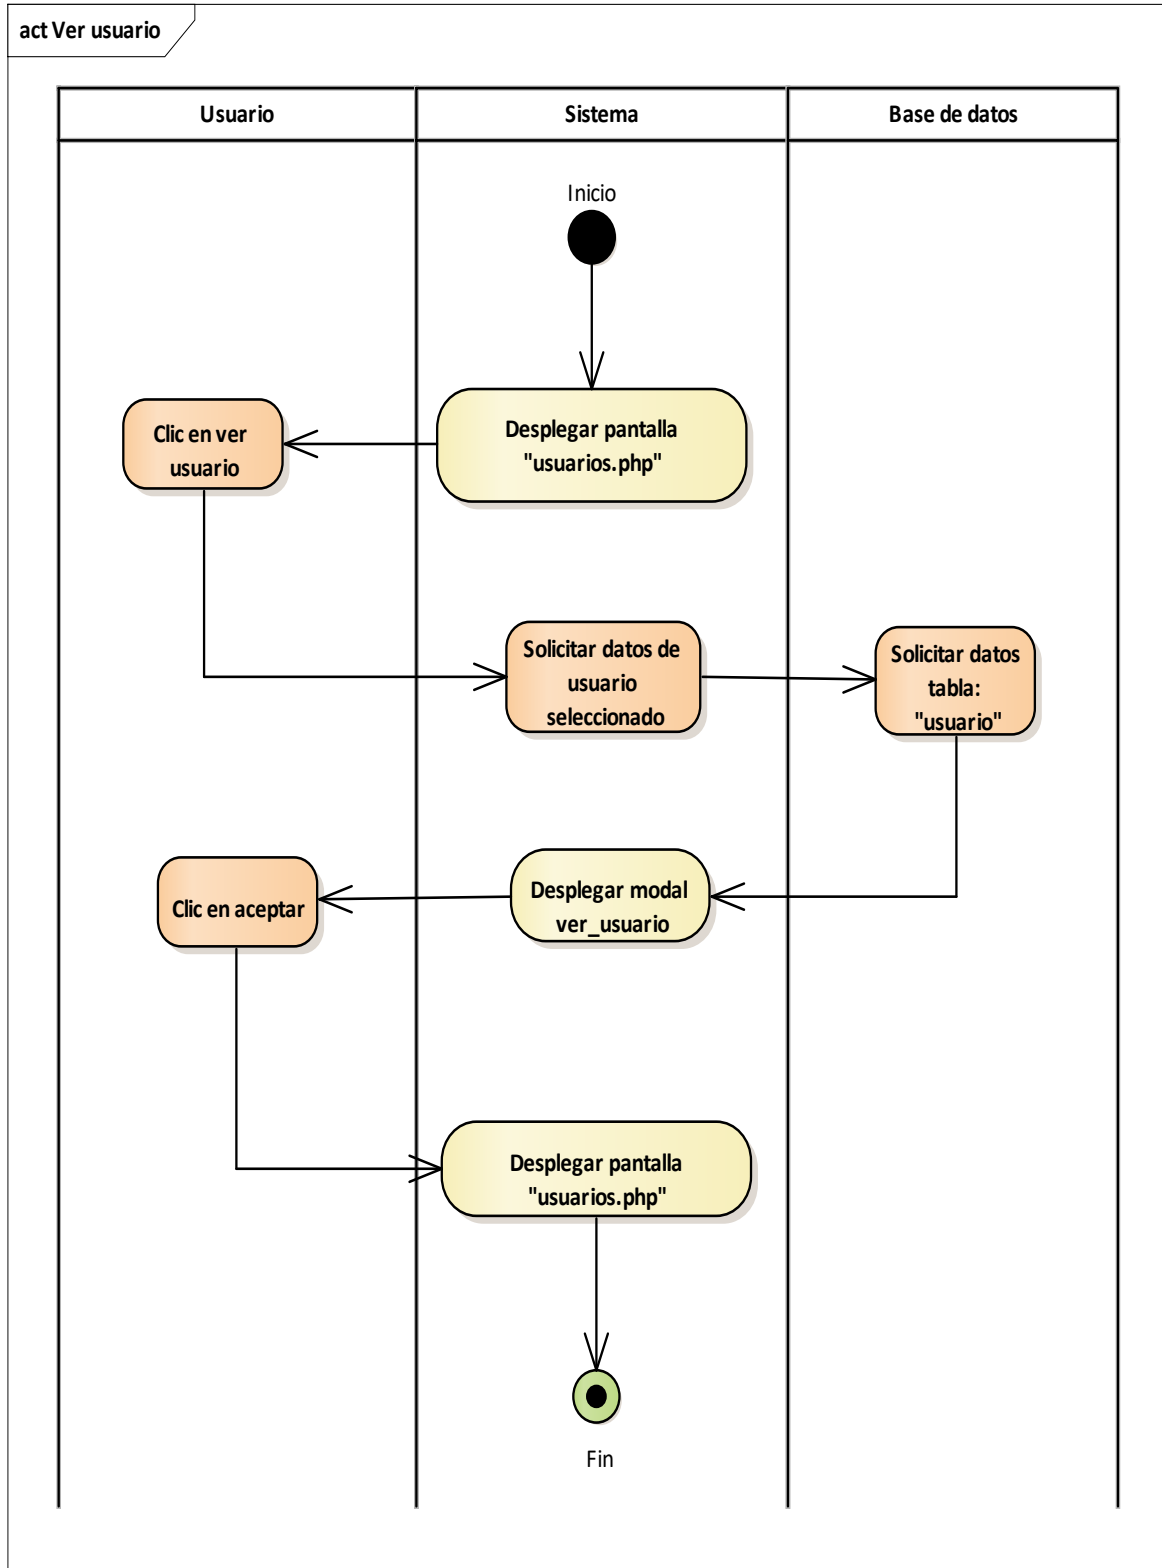 act Ver usuario
Usuario
Sistema
Base de datos
Inicio
Desplegar pantalla
"usuarios.php"
Clic en ver
usuario
Solicitar datos de
usuario
seleccionado
Solicitar datos
tabla:
"usuario"
Desplegar modal
ver_usuario
Clic en aceptar
Desplegar pantalla
"usuarios.php"
Fin